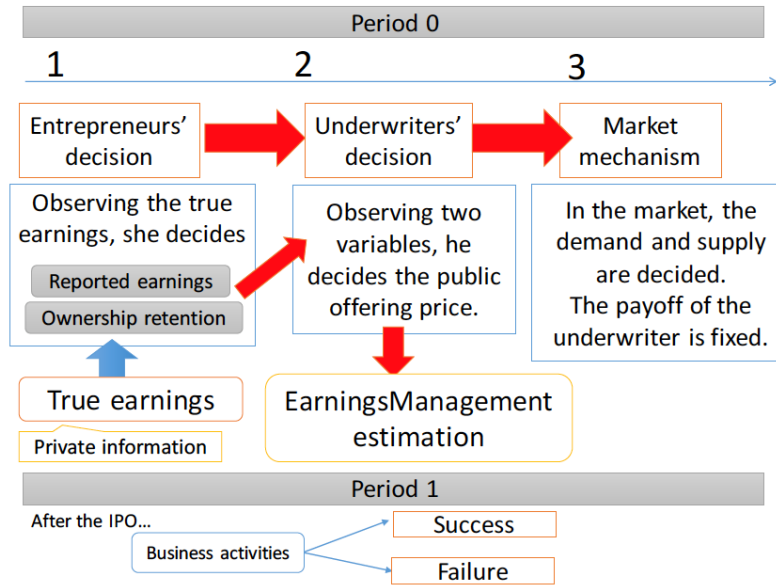 Period 0
1
2
3
Entrepreneurs'
decision
Underwriters'
decision
Market
mechanism
Observing the true
earnings, she decides
Reported earnings
Ownership retention
Observing two
variables, he
decides the public
offering price.
In the market, the
demand and supply
are decided.
The payoff of the
underwriter is fixed.
True earnings
Private information
EarningsManagement
estimation
Period 1
After the IPO...
Business activities
Success
Failure